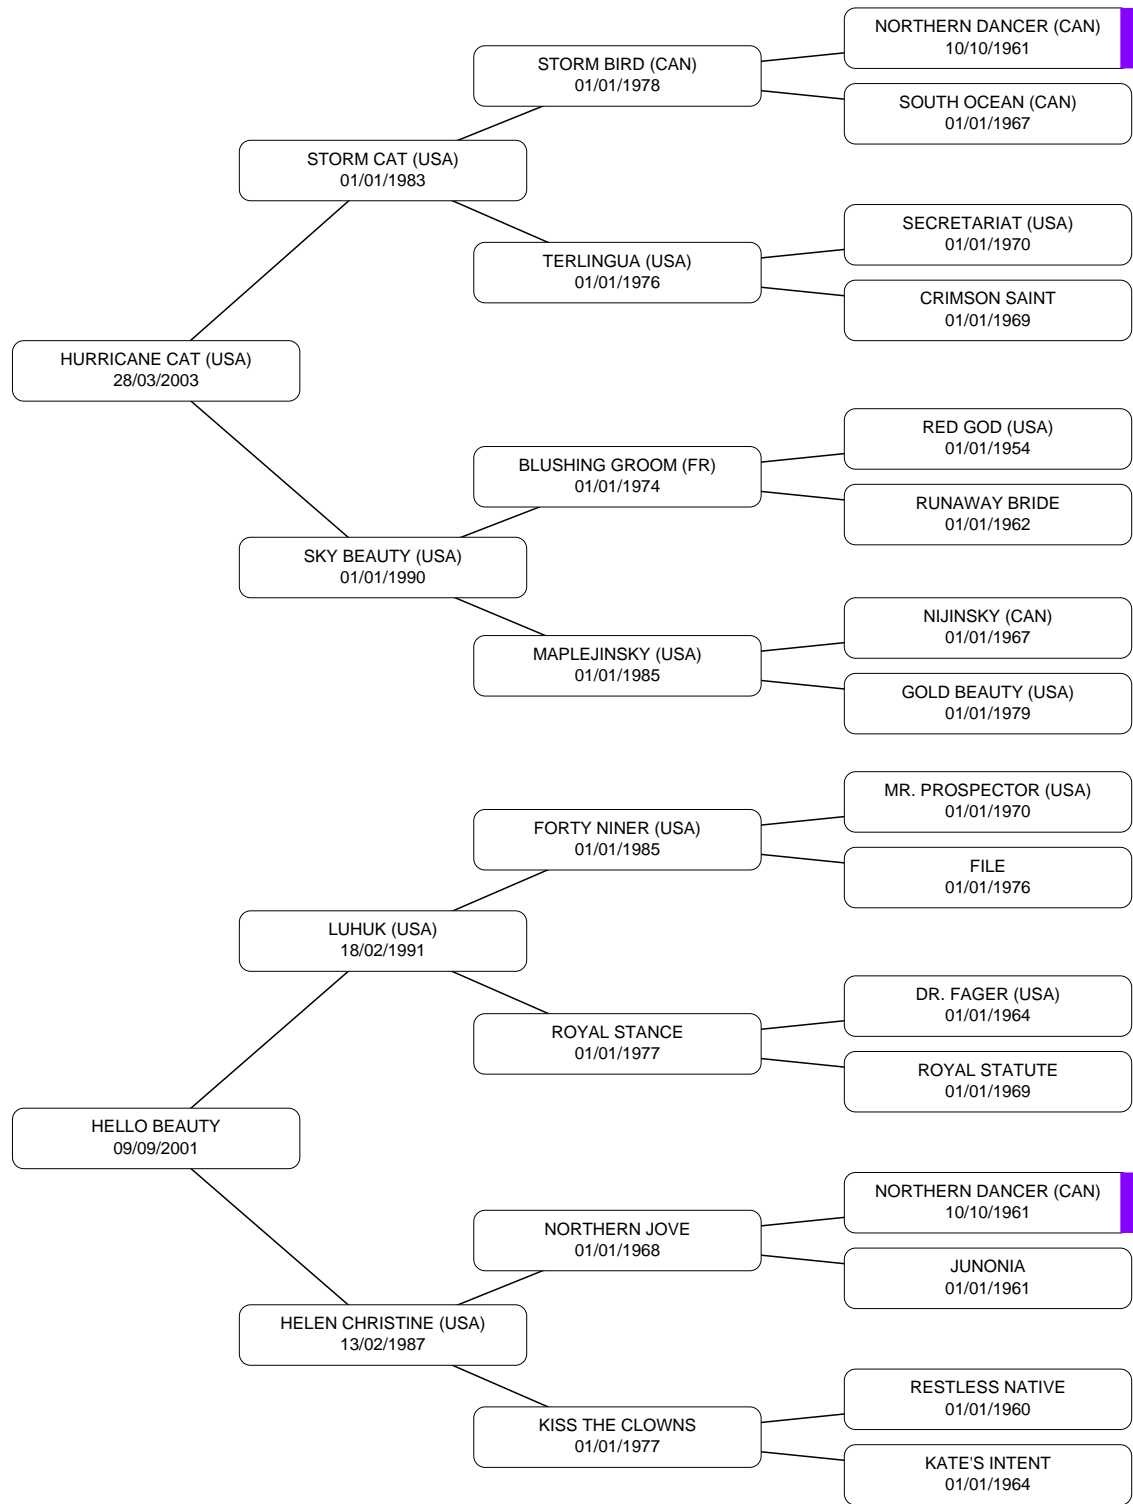 NORTHERN DANCER (CAN)
10/10/1961
STORM BIRD (CAN)
01/01/1978
SOUTH OCEAN (CAN)
01/01/1967
STORM CAT (USA)
01/01/1983
SECRETARIAT (USA)
01/01/1970
TERLINGUA (USA)
01/01/1976
CRIMSON SAINT
01/01/1969
HURRICANE CAT (USA)
28/03/2003
RED GOD (USA)
01/01/1954
BLUSHING GROOM (FR)
01/01/1974
RUNAWAY BRIDE
01/01/1962
SKY BEAUTY (USA)
01/01/1990
NIJINSKY (CAN)
01/01/1967
MAPLEJINSKY (USA)
01/01/1985
GOLD BEAUTY (USA)
01/01/1979
MR. PROSPECTOR (USA)
01/01/1970
FORTY NINER (USA)
01/01/1985
FILE
01/01/1976
LUHUK (USA)
18/02/1991
DR. FAGER (USA)
01/01/1964
ROYAL STANCE
01/01/1977
ROYAL STATUTE
01/01/1969
HELLO BEAUTY
09/09/2001
NORTHERN DANCER (CAN)
10/10/1961
NORTHERN JOVE
01/01/1968
JUNONIA
01/01/1961
HELEN CHRISTINE (USA)
13/02/1987
RESTLESS NATIVE
01/01/1960
KISS THE CLOWNS
01/01/1977
KATE'S INTENT
01/01/1964